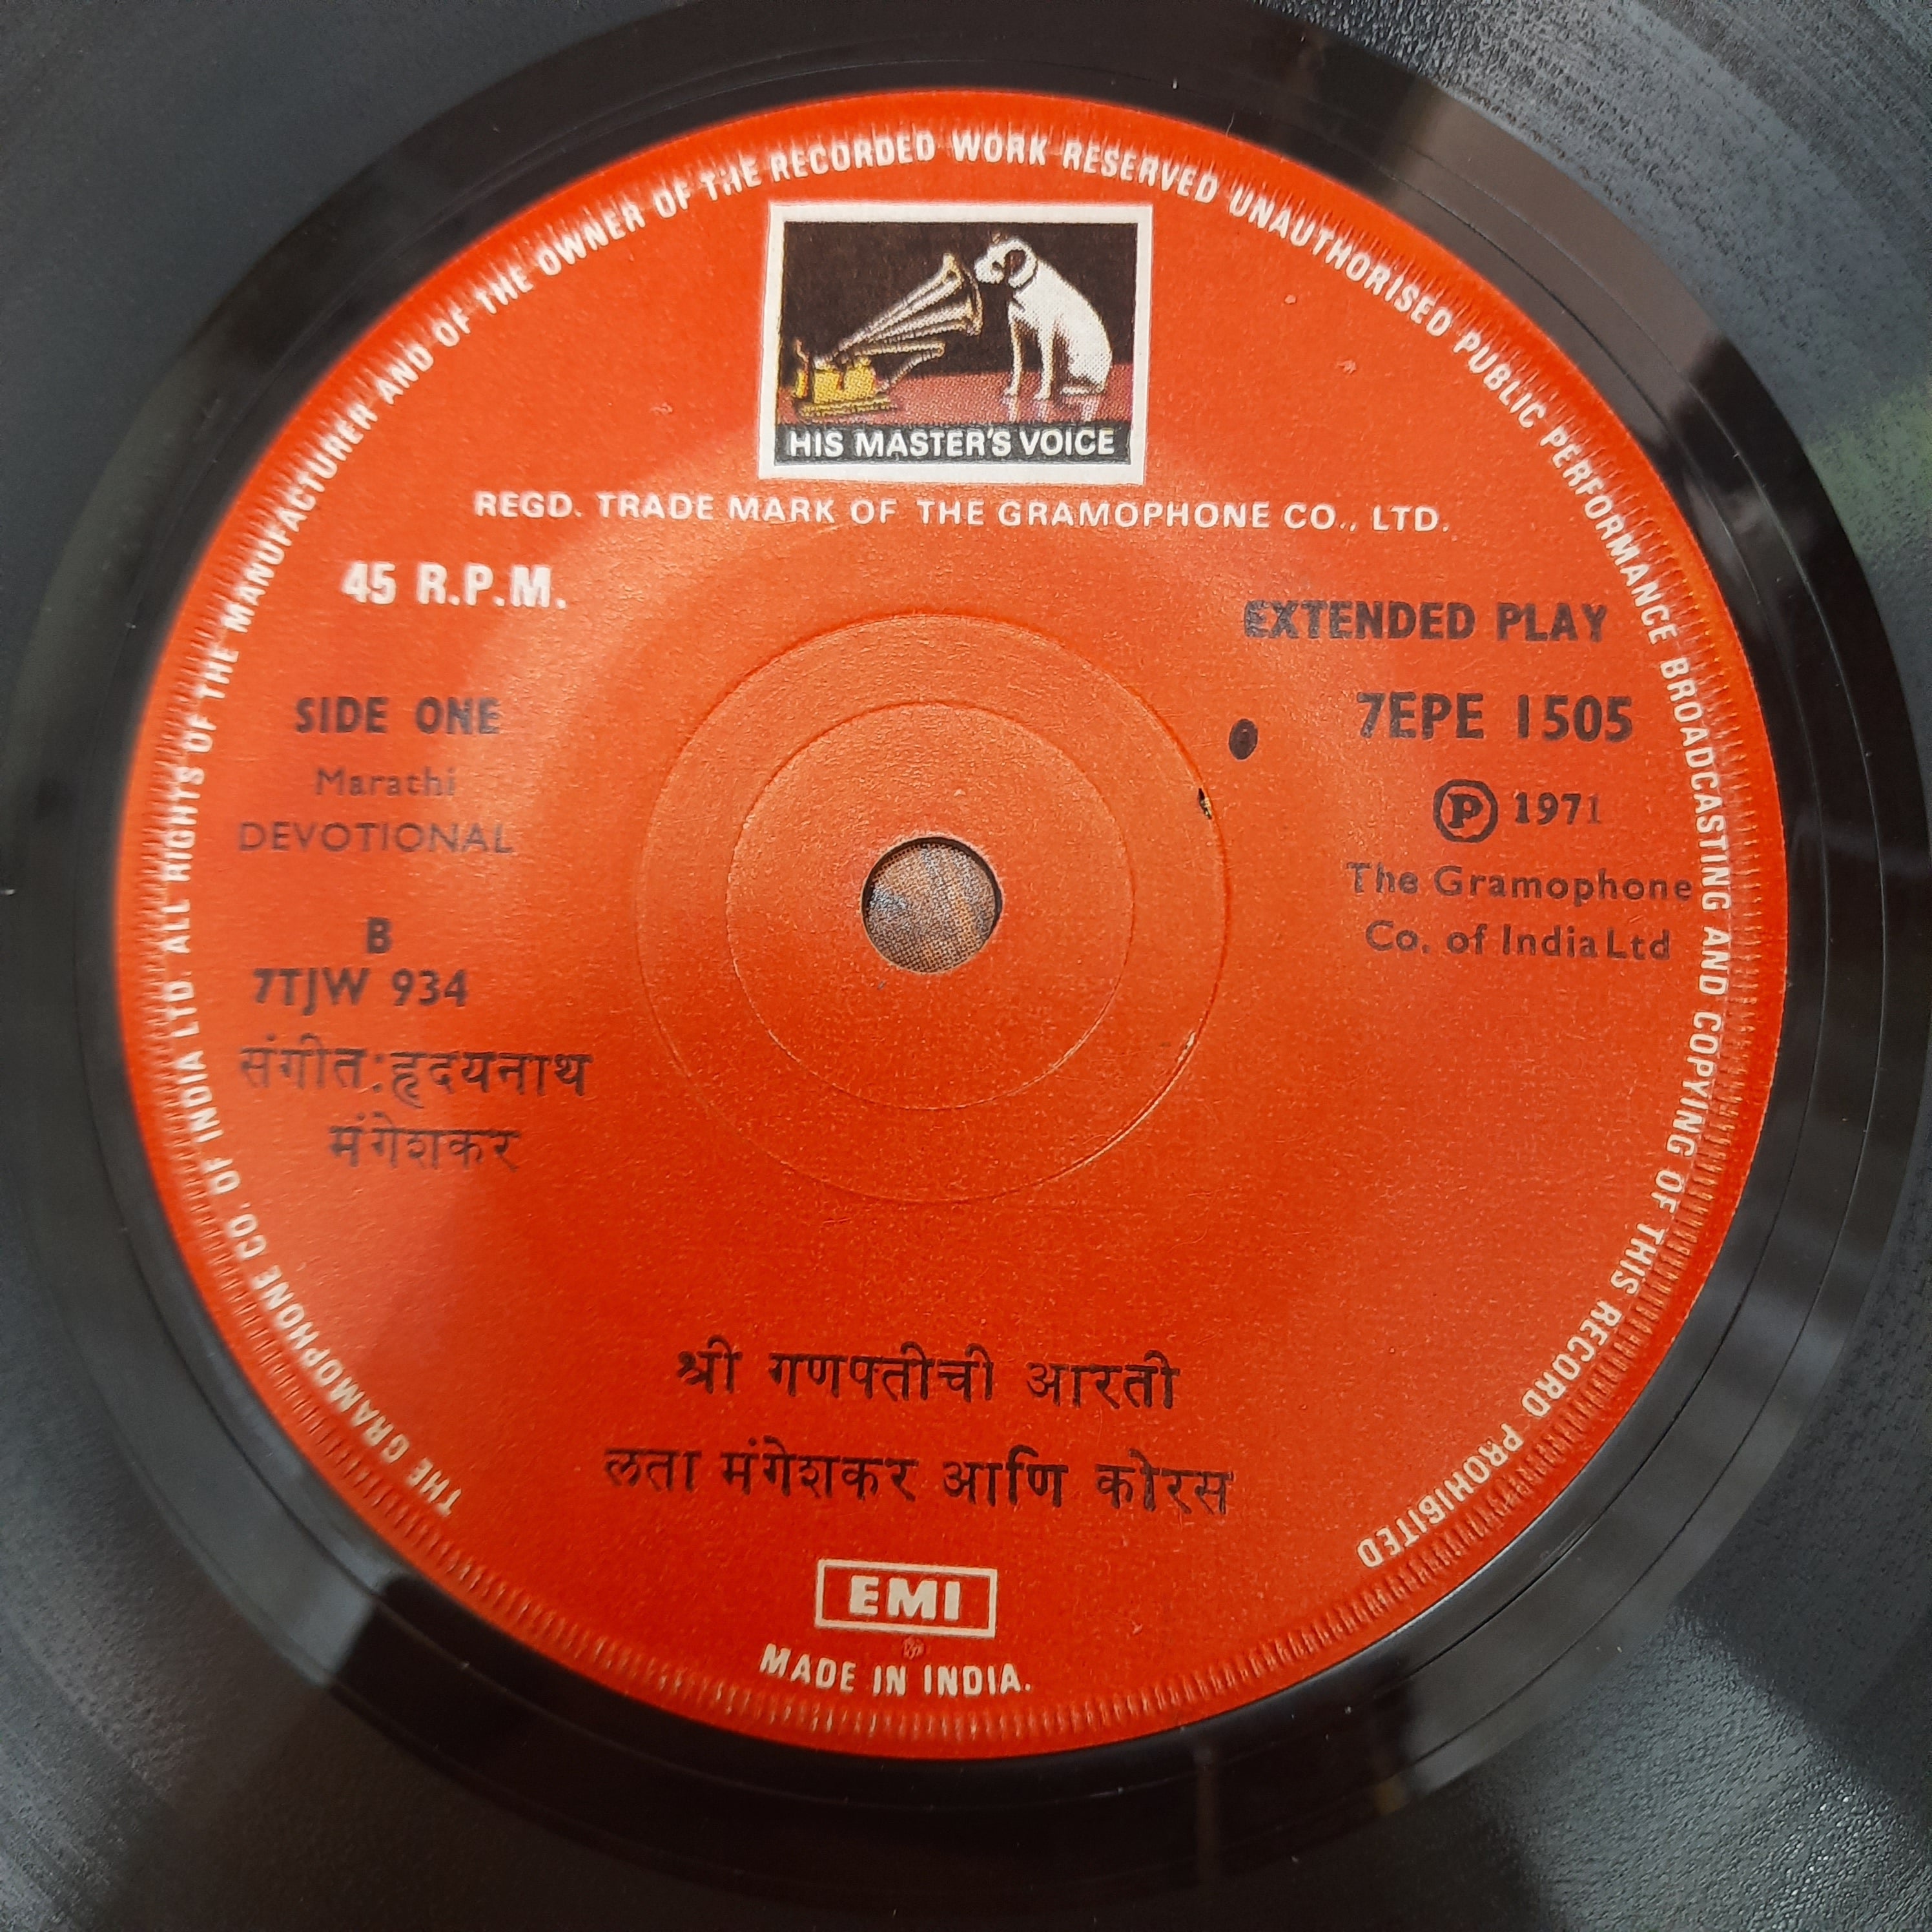 THE GRAMOPHONE CO. OF INDIA LTD. ALL RIGHTS OF THE MANUFACTURER AND OF THE OWNER OF THE RECORDED WORK RESERVED UNAUTHORISED PUBLIC PERFORMANCE BROADCASTING AND COPYING OF THIS RECORD PROHIBITED
HIS MASTER'S VOICE
REGD. TRADE MARK OF THE GRAMOPHONE CO., LTD.
45 R.P.M.
SIDE ONE
Marathi
DEVOTIONAL
B
7TJW 934
संगीत:हृदयनाथ
मंगेशकर
EXTENDED PLAY
7EPE 1505
Ⓟ 1971
The Gramophone
Co. of India Ltd
श्री गणपतीची आरती
लता मंगेशकर आणि कोरस
EMI
MADE IN INDIA.